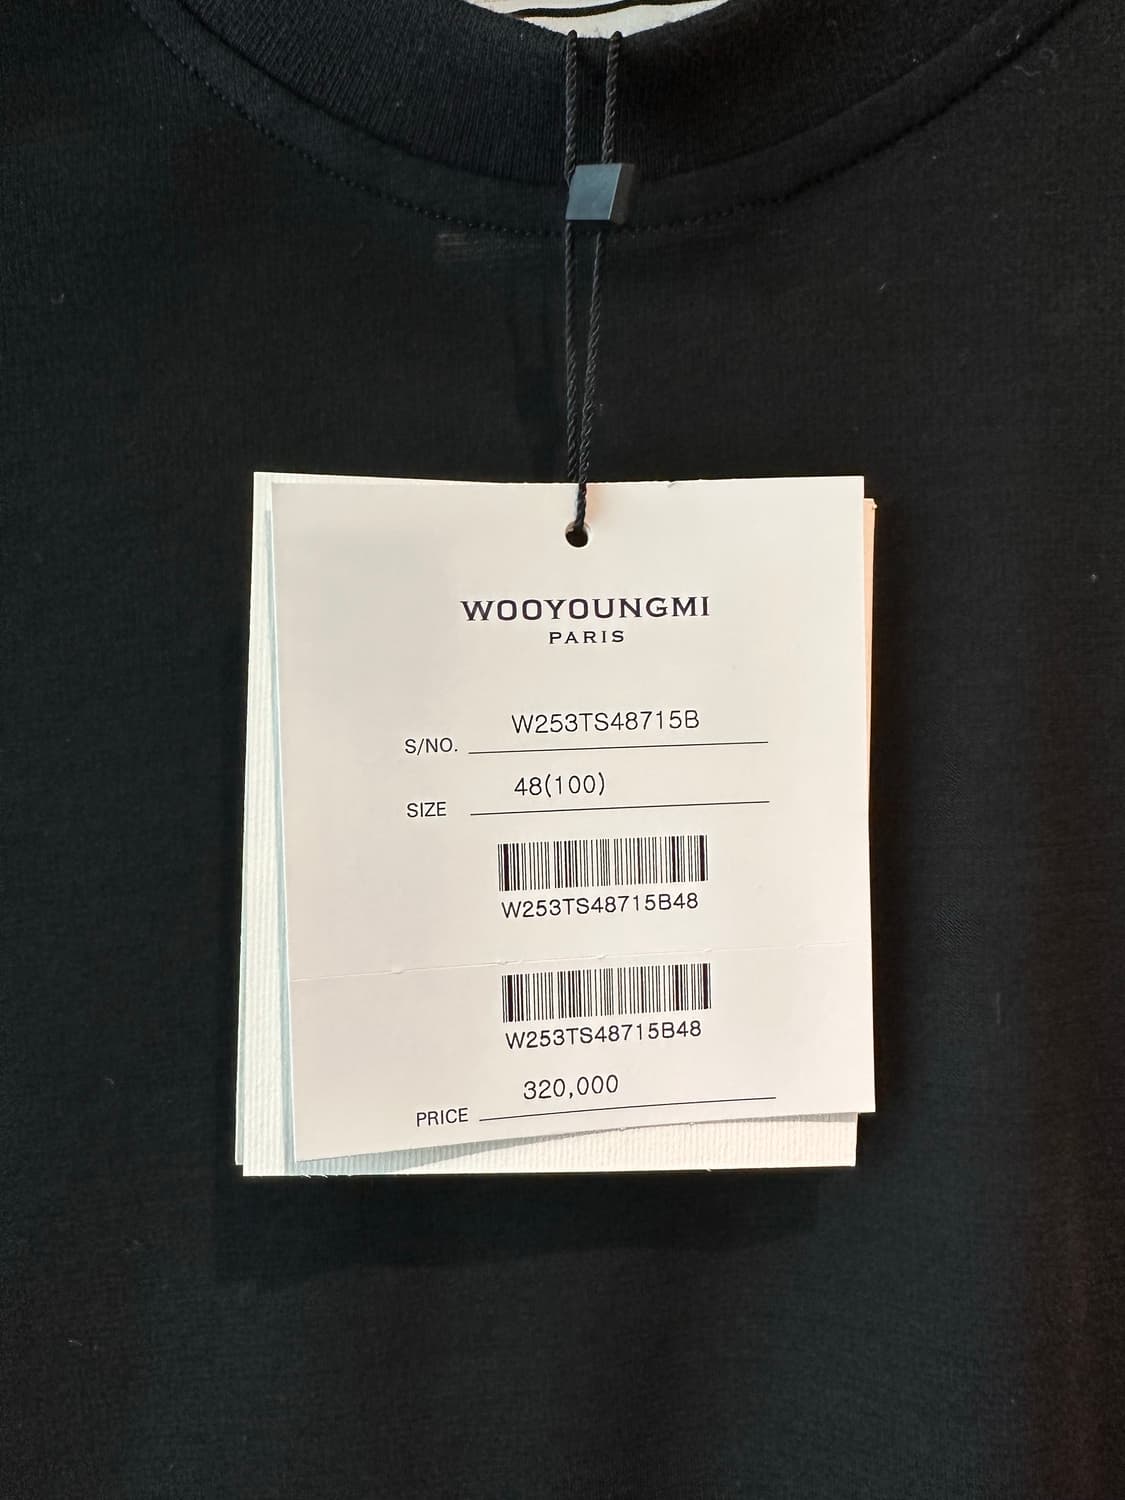 WOOYOUNGMI
PARIS
S/NO. W253TS48715B
SIZE 48(100)
W253TS48715B48
W253TS48715B48
PRICE 320,000